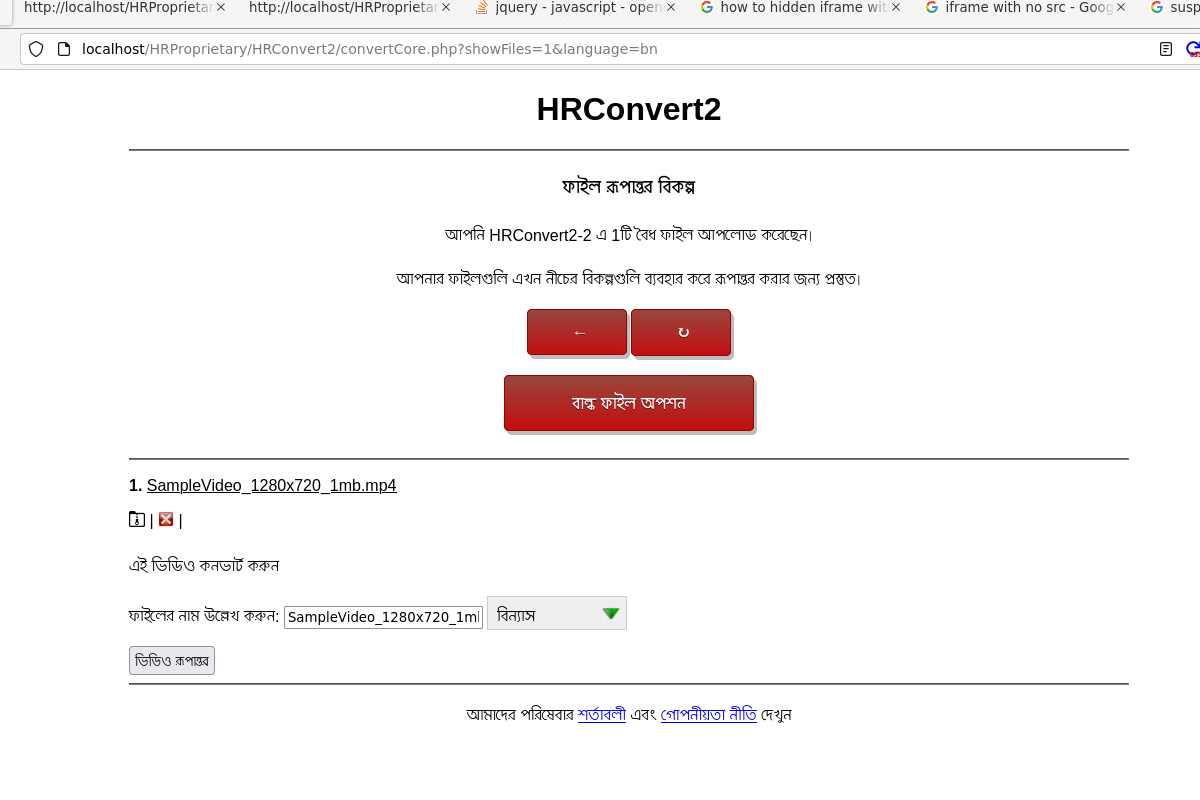 http://localhost/HRProprietar http://localhost/HRProprietar jquery - javascript - open how to hidden iframe wit iframe with no src - Goog susp
localhost/HRProprietary/HRConvert2/convertCore.php?showFiles=1&language=bn
HRConvert2
ফাইল রূপান্তর বিকল্প
আপনি HRConvert2-2 এ 1টি বৈধ ফাইল আপলোড করেছেন।
আপনার ফাইলগুলি এখন নীচের বিকল্পগুলি ব্যবহার করে রূপান্তর করার জন্য প্রস্তুত।
← ↻
বাল্ক ফাইল অপশন
1. SampleVideo_1280x720_1mb.mp4
| |
এই ভিডিও কনভার্ট করুন
ফাইলের নাম উল্লেখ করুন: SampleVideo_1280x720_1ml বিন্যাস
ভিডিও রূপান্তর
আমাদের পরিষেবার শর্তাবলী এবং গোপনীয়তা নীতি দেখুন